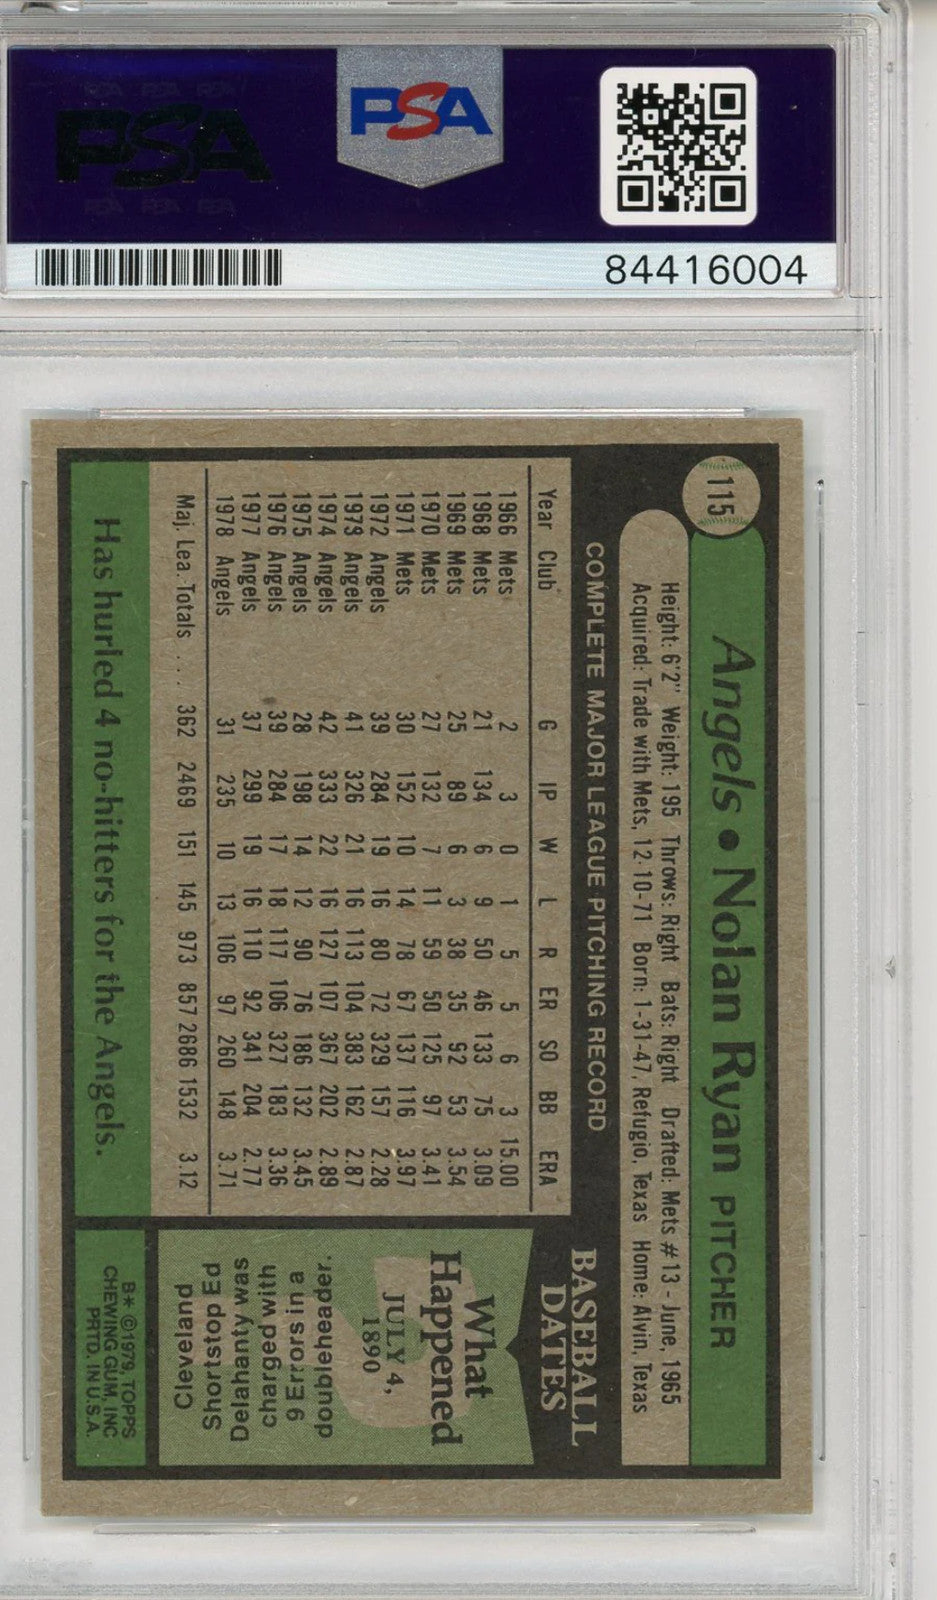 PSA PSA PSA
PSA
PSA PSA PSA
PSA
84416004
115
Angels • Nolan Ryan PITCHER
Height: 6'2" Weight: 195 Throws: Right Bats: Right Drafted: Mets #13 - June, 1965
Acquired: Trade with Mets, 12-10-71 Born: 1-31-47, Refugio, Texas Home: Alvin, Texas
COMPLETE MAJOR LEAGUE PITCHING RECORD
Year Club G IP W L R ER SO BB ERA
1966 Mets 2 3 0 1 5 5 6 3 15.00
1968 Mets 21 134 6 9 50 46 133 75 3.09
1969 Mets 25 89 6 3 38 35 92 53 3.54
1970 Mets 27 132 7 11 59 50 125 97 3.41
1971 Mets 30 152 10 14 78 67 137 116 3.97
1972 Angels 39 284 19 16 80 72 329 157 2.28
1973 Angels 41 326 21 16 113 104 383 162 2.87
1974 Angels 42 333 22 16 127 107 367 202 2.89
1975 Angels 28 198 14 12 90 76 186 132 3.45
1976 Angels 39 284 17 18 117 106 327 183 3.36
1977 Angels 37 299 19 16 110 92 341 204 2.77
1978 Angels 31 235 10 13 106 97 260 148 3.71
Maj. Lea. Totals .... 362 2469 151 145 973 857 2686 1532 3.12
Has hurled 4 no-hitters for the Angels.
BASEBALL
DATES
What
Happened
JULY 4,
1890
Cleveland
Shortstop Ed
Delahanty was
charged with
9 Errors in a
doubleheader.
B* ©1979, TOPPS
CHEWING GUM, INC
PRTD. IN U.S.A.